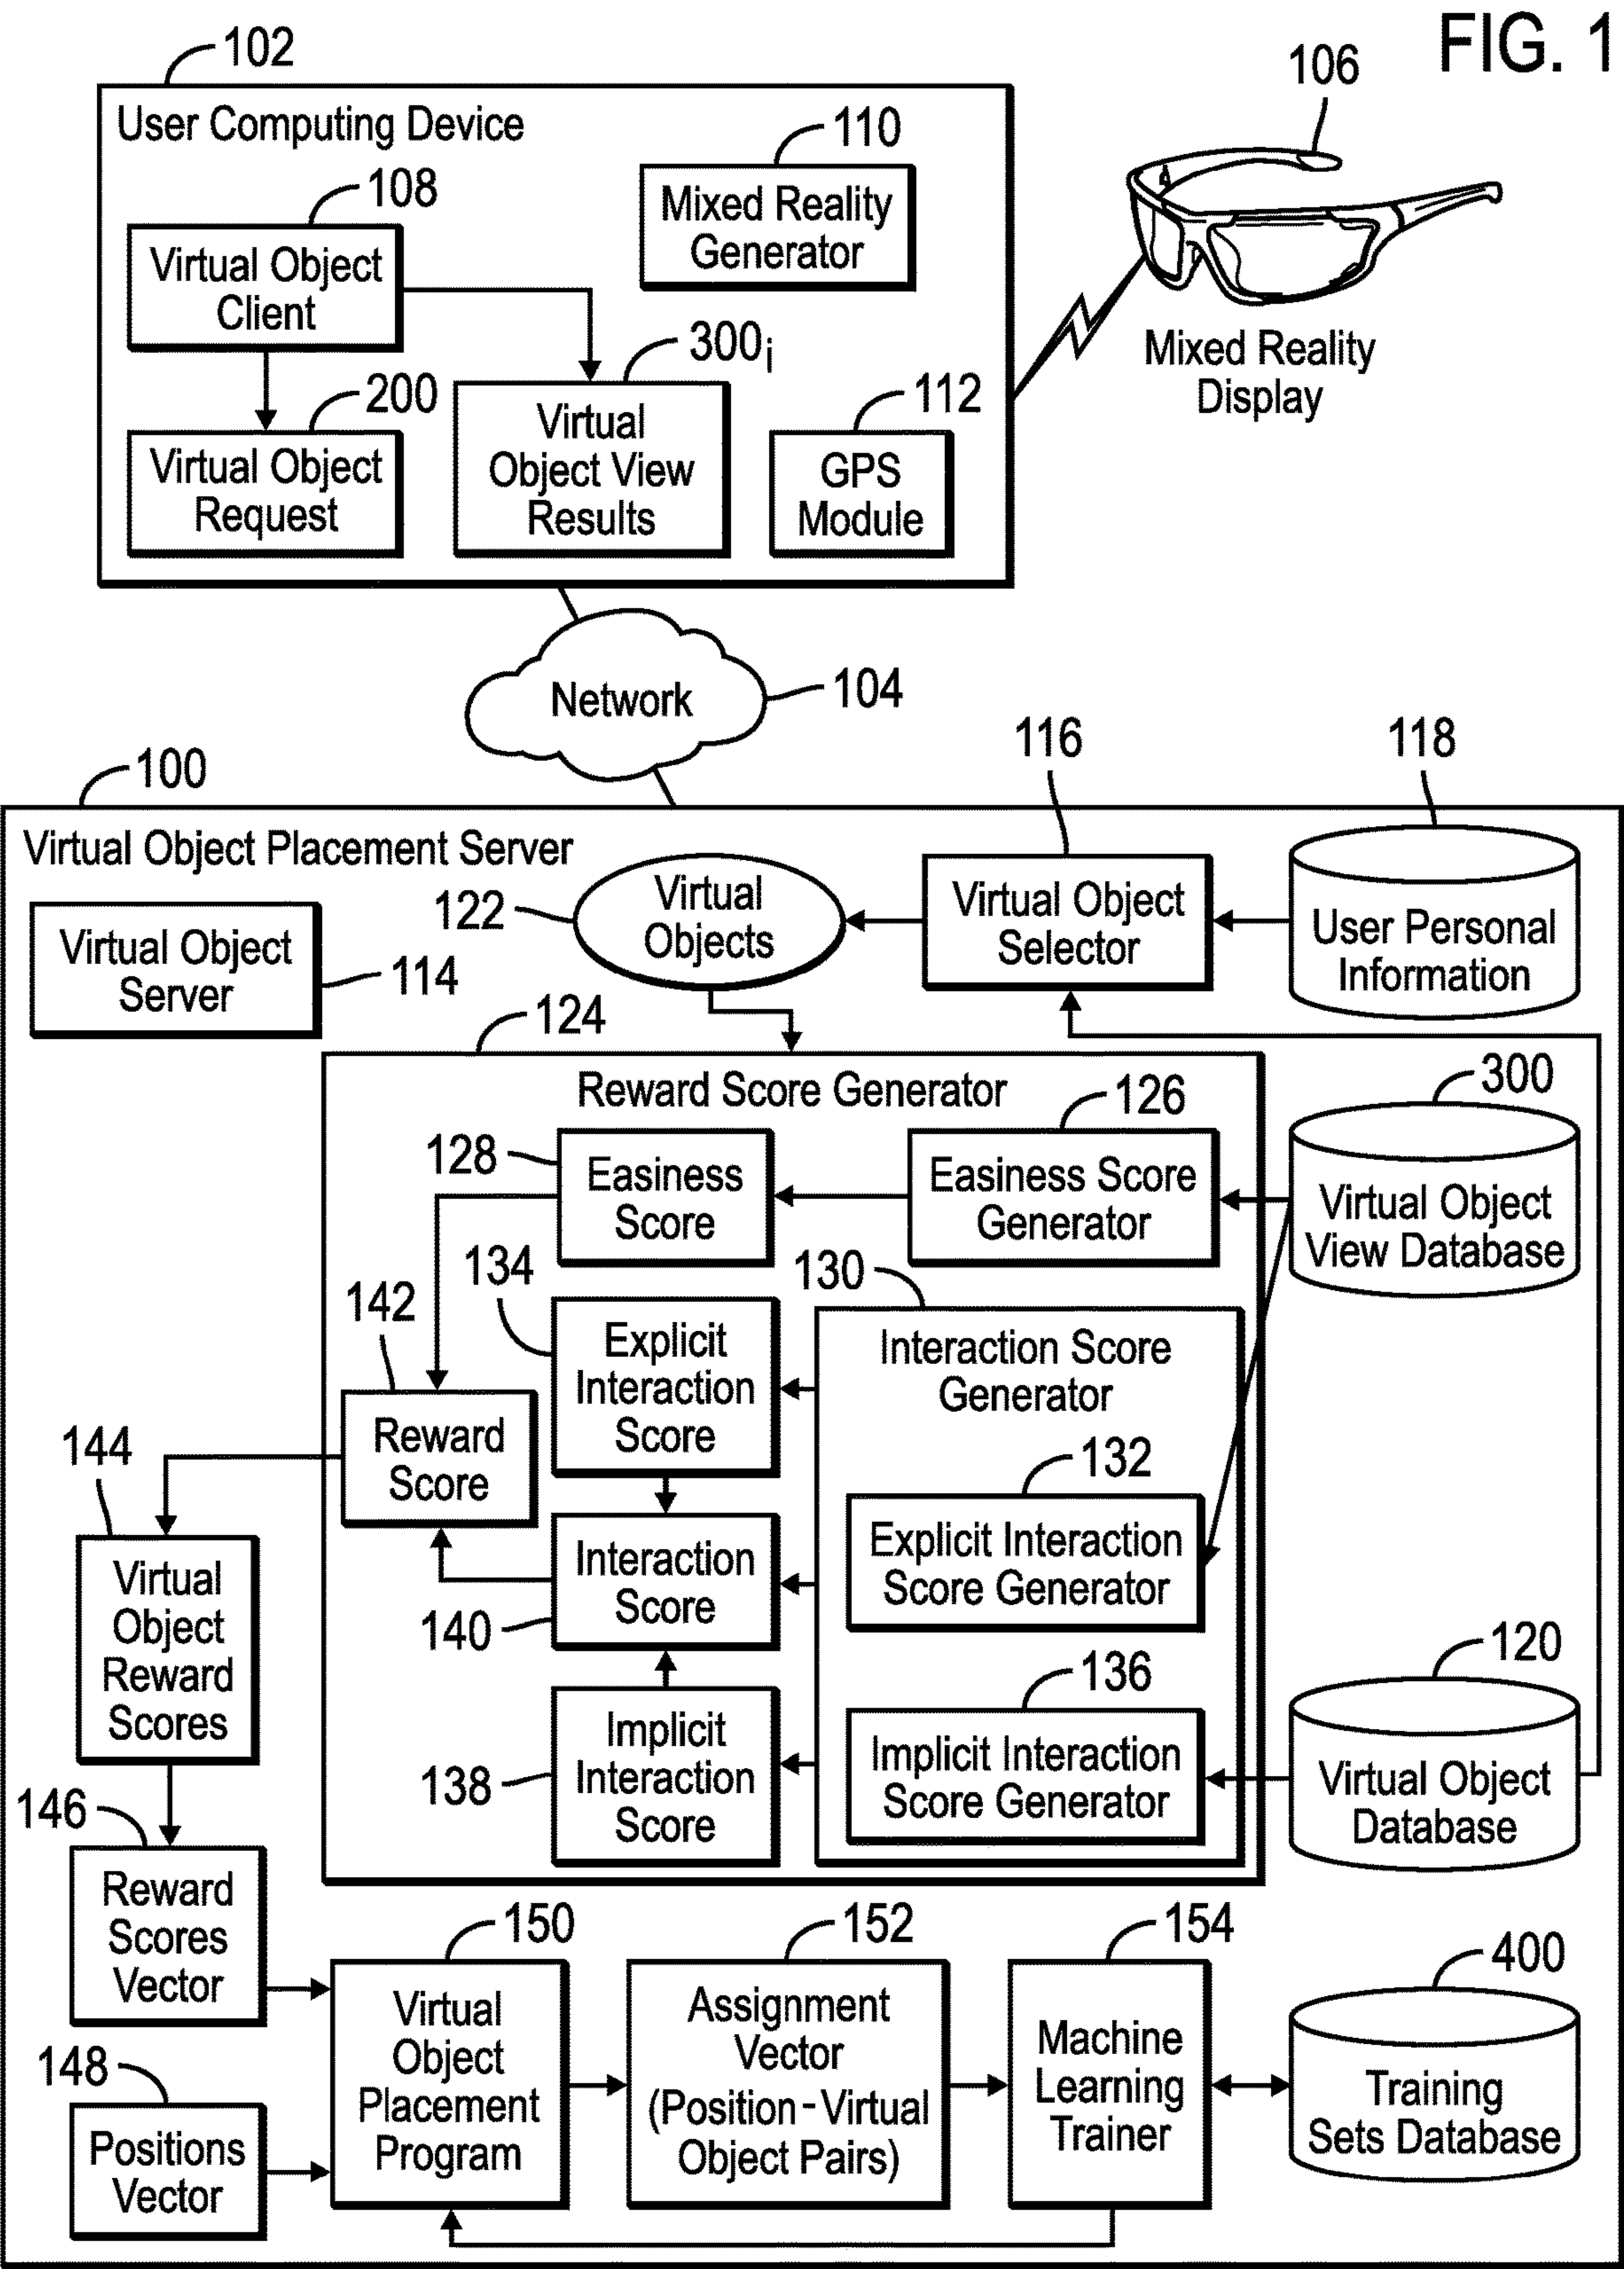 FIG. 1
102
106
User Computing Device
110
108
Mixed Reality
Generator
Virtual Object
Client
300i
Mixed Reality
Display
200
112
Virtual Object
Request
Virtual
Object View
Results
GPS
Module
Network
104
116
118
100
Virtual Object Placement Server
122
Virtual
Objects
Virtual Object
Selector
User Personal
Information
Virtual Object
Server
114
124
Reward Score Generator
300
126
128
Easiness
Score
Easiness Score
Generator
Virtual Object
View Database
134
130
142
Explicit
Interaction
Score
Interaction Score
Generator
Reward
Score
144
132
Virtual
Object
Reward
Scores
Interaction
Score
140
Explicit Interaction
Score Generator
120
136
138
Implicit
Interaction
Score
Implicit Interaction
Score Generator
Virtual Object
Database
146
Reward
Scores
Vector
150
152
154
400
148
Positions
Vector
Virtual
Object
Placement
Program
Assignment
Vector
(Position-Virtual
Object Pairs)
Machine
Learning
Trainer
Training
Sets Database